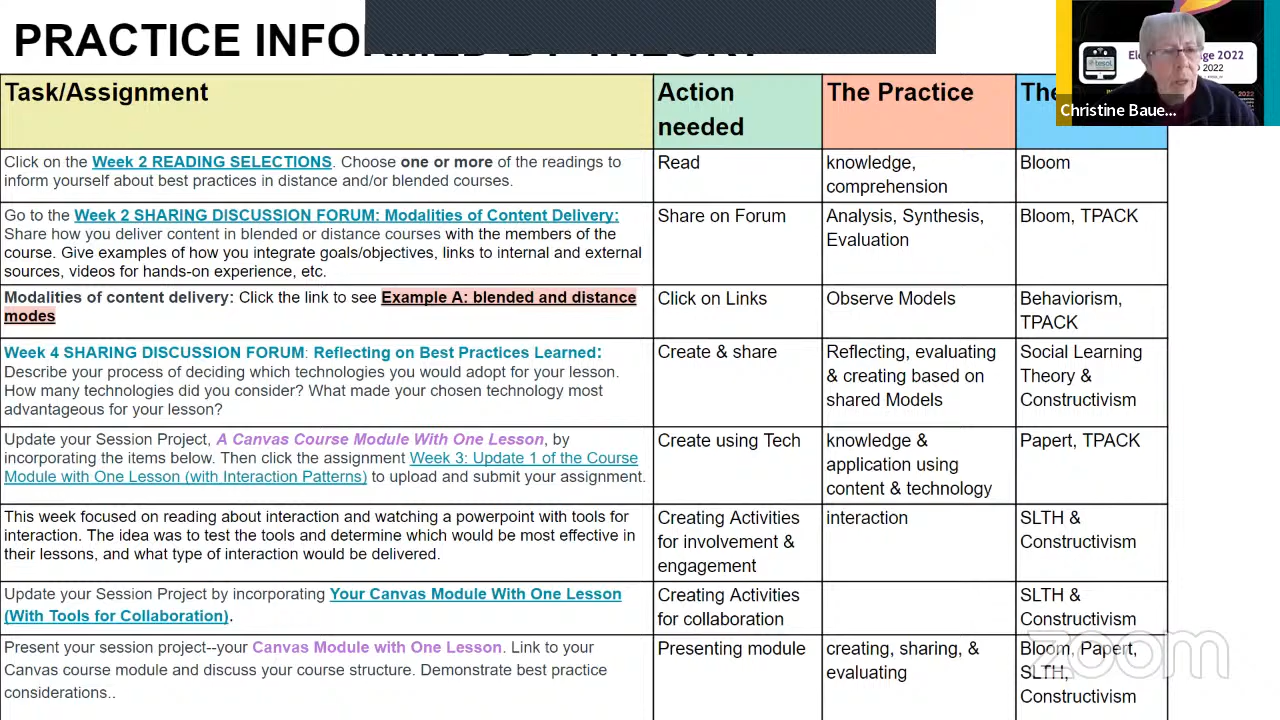 PRACTICE INFORMED BY THEORY
Task/Assignment
Action
needed
The Practice
Click on the Week 2 READING SELECTIONS. Choose one or more of the readings to
inform yourself about best practices in distance and/or blended courses.
Read
knowledge,
comprehension
Bloom
Go to the Week 2 SHARING DISCUSSION FORUM: Modalities of Content Delivery:
Share how you deliver content in blended or distance courses with the members of the
course. Give examples of how you integrate goals/objectives, links to internal and external
sources, videos for hands-on experience, etc.
Share on Forum
Analysis, Synthesis,
Evaluation
Bloom, TPACK
Modalities of content delivery: Click the link to see Example A: blended and distance
modes
Click on Links
Observe Models
Behaviorism,
TPACK
Week 4 SHARING DISCUSSION FORUM: Reflecting on Best Practices Learned:
Describe your process of deciding which technologies you would adopt for your lesson.
How many technologies did you consider? What made your chosen technology most
advantageous for your lesson?
Create & share
Reflecting, evaluating
& creating based on
shared Models
Social Learning
Theory &
Constructivism
Update your Session Project, A Canvas Course Module With One Lesson, by
incorporating the items below. Then click the assignment Week 3: Update 1 of the Course
Module with One Lesson (with Interaction Patterns) to upload and submit your assignment.
Create using Tech
knowledge &
application using
content & technology
Papert, TPACK
This week focused on reading about interaction and watching a powerpoint with tools for
interaction. The idea was to test the tools and determine which would be most effective in
their lessons, and what type of interaction would be delivered.
Creating Activities
for involvement &
engagement
interaction
SLTH &
Constructivism
Update your Session Project by incorporating Your Canvas Module With One Lesson
(With Tools for Collaboration).
Creating Activities
for collaboration
SLTH &
Constructivism
Present your session project--your Canvas Module with One Lesson. Link to your
Canvas course module and discuss your course structure. Demonstrate best practice
considerations..
Presenting module
creating, sharing, &
evaluating
Bloom, Papert,
SLTH,
Constructivism
Christine Baue...
tesol
2022
zoom